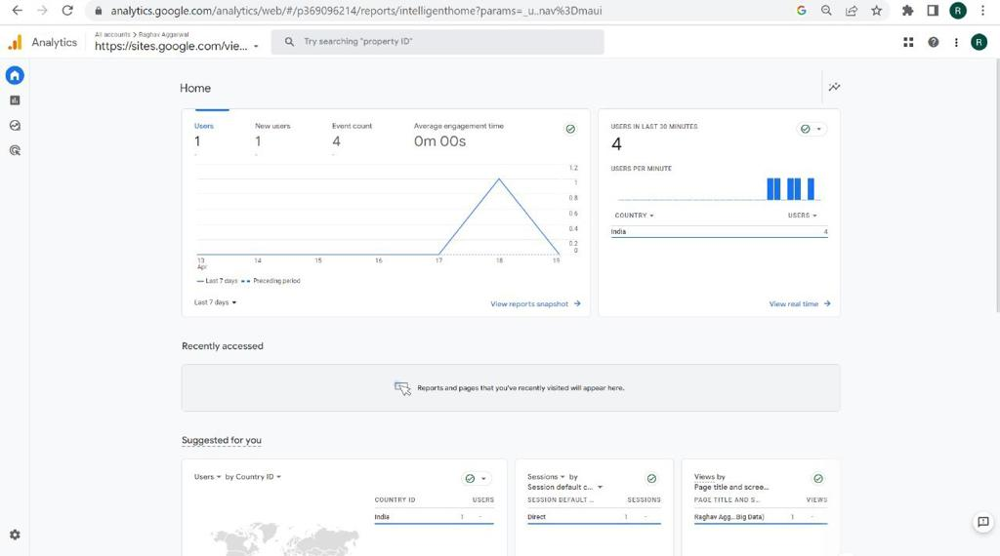 analytics.google.com/analytics/web/#/p369096214/reports/intelligenthome?params=_u..nav%3Dmaui
G
R
Analytics
All accounts > Raghav Aggarwal
https://sites.google.com/vie...
Try searching "property ID"
R
Home
Users
1
-
New users
1
-
Event count
4
-
Average engagement time
0m 00s
1.2
1
0.8
0.6
0.4
0.2
0
13
Apr
14
15
16
17
18
19
Last 7 days
Preceding period
Last 7 days
View reports snapshot
USERS IN LAST 30 MINUTES
4
USERS PER MINUTE
COUNTRY
USERS
India
4
View real time
Recently accessed
Reports and pages that you've recently visited will appear here.
Suggested for you
Users by Country ID
COUNTRY ID
USERS
India
1
-
Sessions by
Session default c...
SESSION DEFAULT ...
SESSIONS
Direct
1
-
Views by
Page title and scree...
PAGE TITLE AND S...
VIEWS
Raghav Agg...Big Data)
1
-